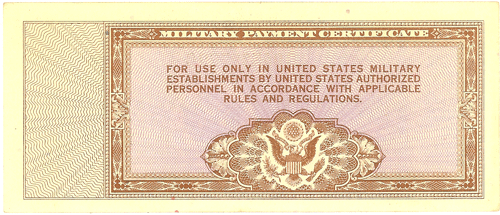 MILITARY PAYMENT CERTIFICATE
FOR USE ONLY IN UNITED STATES MILITARY
ESTABLISHMENTS BY UNITED STATES AUTHORIZED
PERSONNEL IN ACCORDANCE WITH APPLICABLE
RULES AND REGULATIONS.